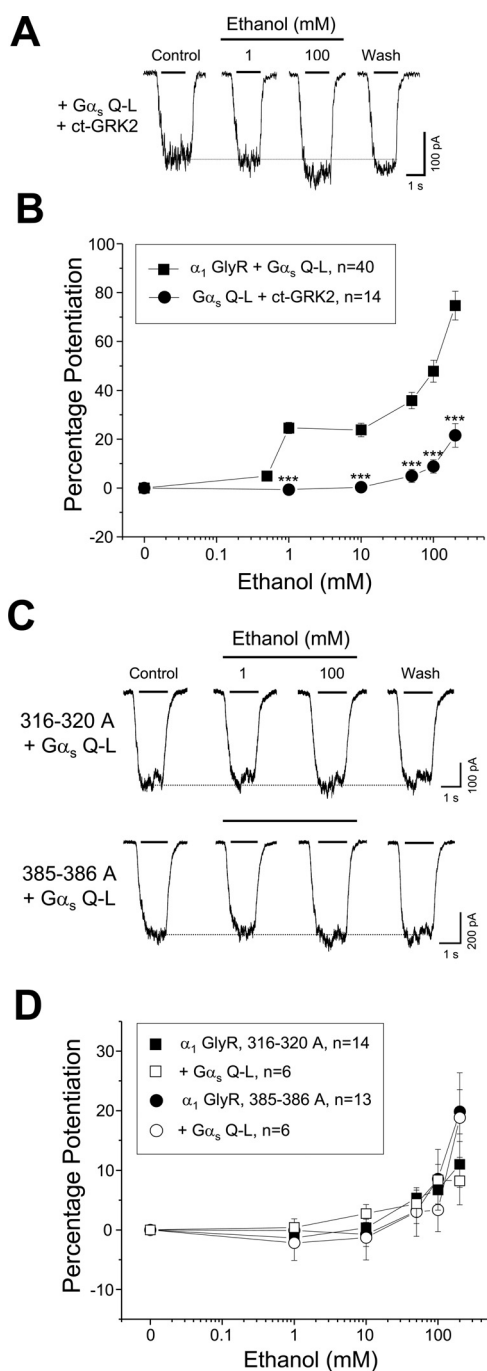 A
Ethanol (mM)
Control 1 100 Wash
+ Gαs Q-L
+ ct-GRK2
100 pA
1 s
B
Percentage Potentiation
100
80
60
40
20
0
-20
α1 GlyR + Gαs Q-L, n=40
Gαs Q-L + ct-GRK2, n=14
*** *** *** *** ***
0 0.1 1 10 100
Ethanol (mM)
C
Ethanol (mM)
Control 1 100 Wash
316-320 A
+ Gαs Q-L
100 pA
1 s
385-386 A
+ Gαs Q-L
200 pA
1 s
D
Percentage Potentiation
30
20
10
0
-10
α1 GlyR, 316-320 A, n=14
+ Gαs Q-L, n=6
α1 GlyR, 385-386 A, n=13
+ Gαs Q-L, n=6
0 0.1 1 10 100
Ethanol (mM)